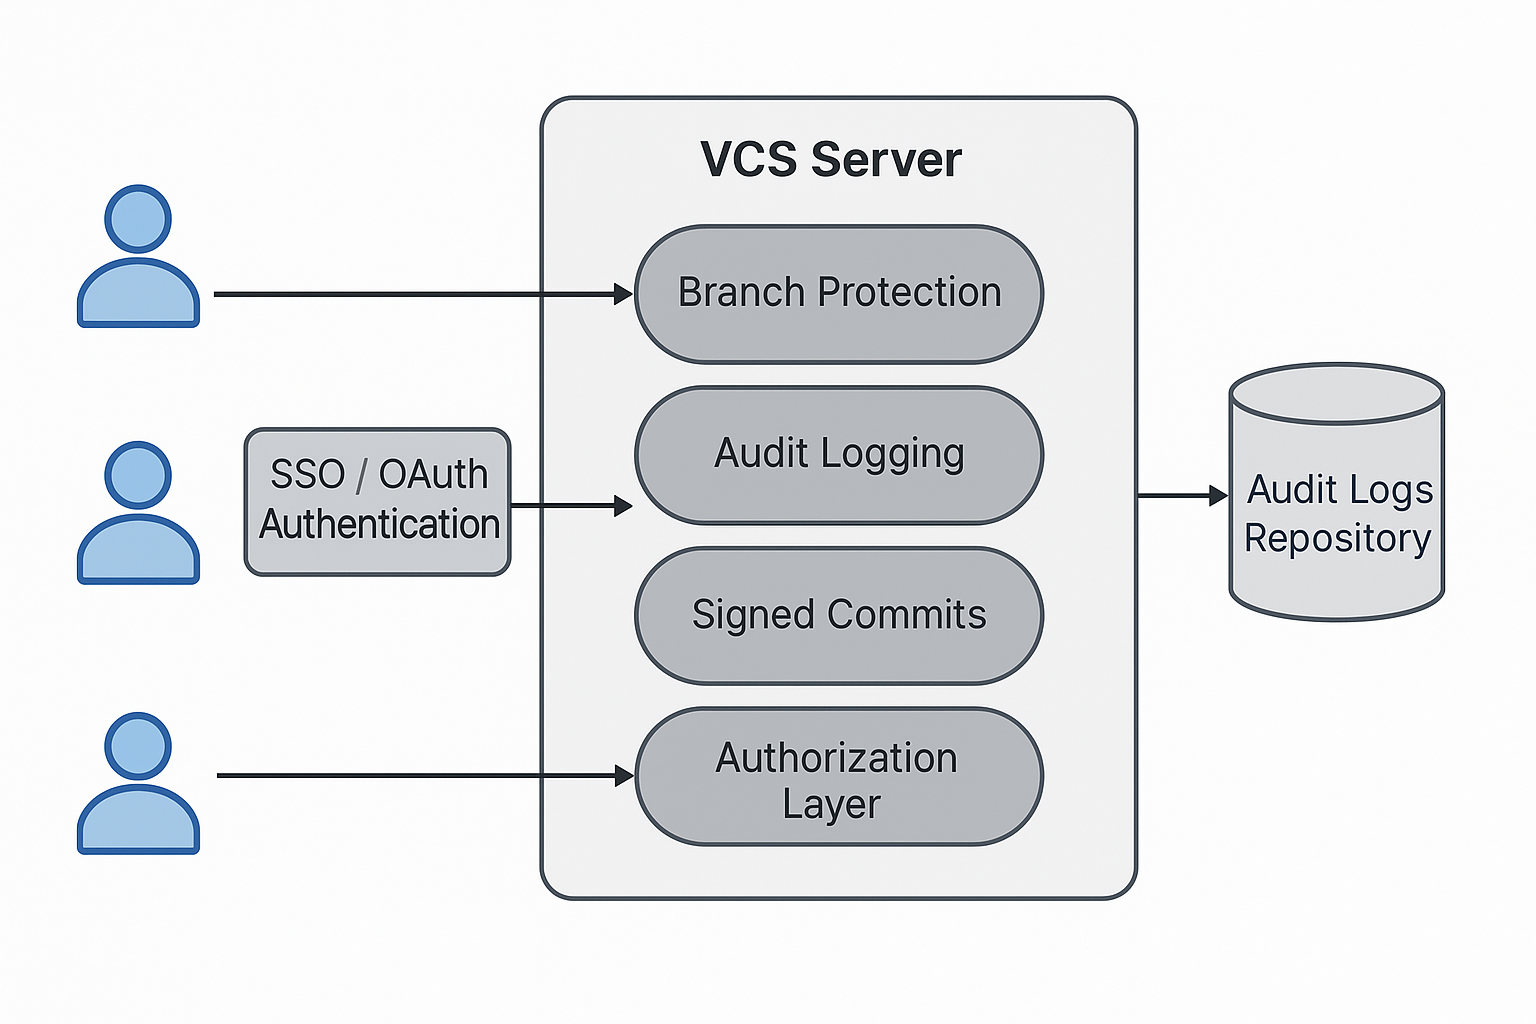 VCS Server
Branch Protection
SSO / OAuth
Authentication
Audit Logging
Signed Commits
Authorization
Layer
Audit Logs
Repository